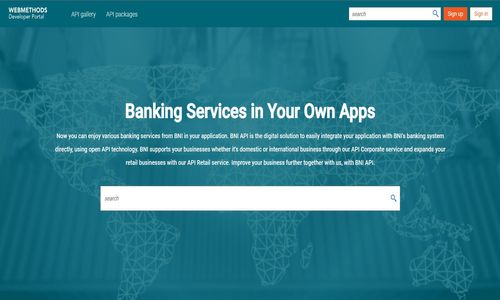 WEBMETHODS
Developer Portal
API gallery
API packages
search
Sign up
Sign in
Banking Services in Your Own Apps
Now you can enjoy various banking services from BNI in your application. BNI API is the digital solution to easily integrate your application with BNI's banking system
directly, using open API technology. BNI supports your businesses whether it's domestic or international business through our API Corporate service and expands your
retail businesses with our API Retail service. Improve your business further together with us, with BNI API.
search